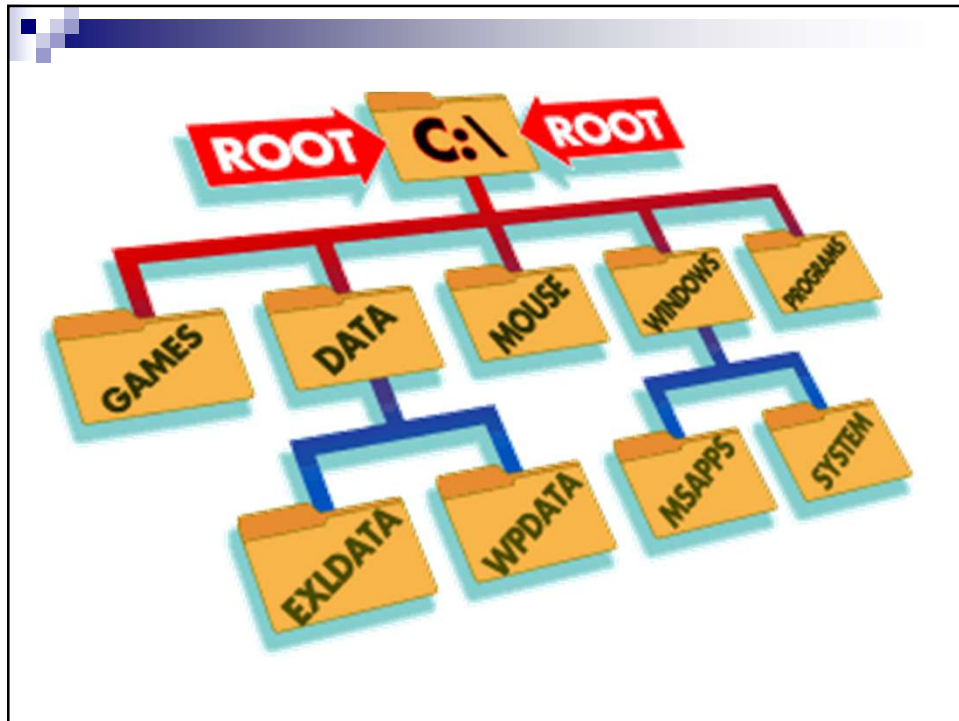 ROOT
C:\
ROOT
GAMES
DATA
MOUSE
WINDOWS
PROGRAMS
EXLDATA
WPDATA
MSAPPS
SYSTEM